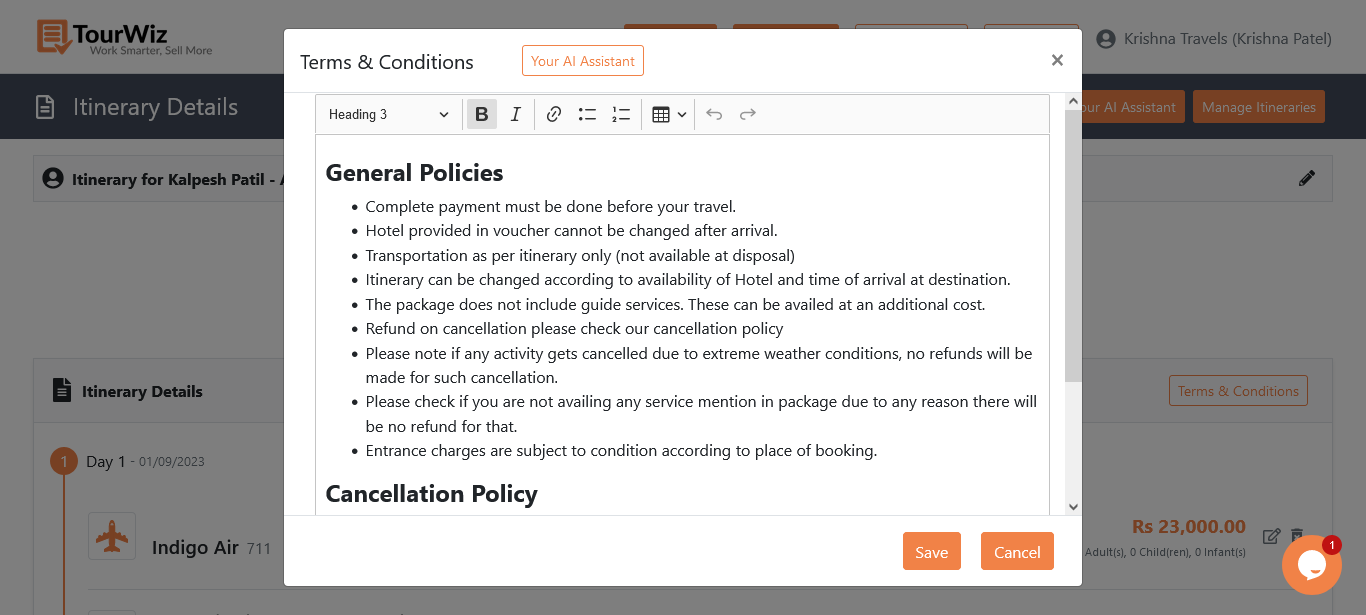 TourWiz
Work Smarter, Sell More
Krishna Travels (Krishna Patel)
Itinerary Details
Your AI Assistant
Manage Itineraries
Itinerary for Kalpesh Patil -
Terms & Conditions
Your AI Assistant
×
Heading 3
B I
General Policies
• Complete payment must be done before your travel.
• Hotel provided in voucher cannot be changed after arrival.
• Transportation as per itinerary only (not available at disposal)
• Itinerary can be changed according to availability of Hotel and time of arrival at destination.
• The package does not include guide services. These can be availed at an additional cost.
• Refund on cancellation please check our cancellation policy
• Please note if any activity gets cancelled due to extreme weather conditions, no refunds will be
made for such cancellation.
• Please check if you are not availing any service mention in package due to any reason there will
be no refund for that.
• Entrance charges are subject to condition according to place of booking.
Cancellation Policy
Save
Cancel
Itinerary Details
Terms & Conditions
1
Day 1 - 01/09/2023
Indigo Air 711
Rs 23,000.00
Adult(s), 0 Child(ren), 0 Infant(s)
1